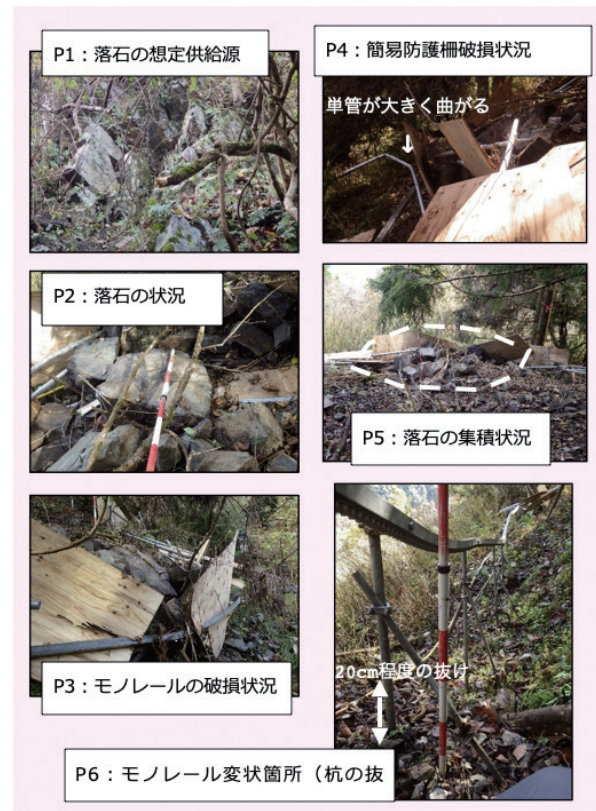 P1：落石の想定供給源
P4：簡易防護柵破損状況
単管が大きく曲がる
P2：落石の状況
P5：落石の集積状況
P3：モノレールの破損状況
20cm程度の抜け
P6：モノレール変状箇所（杭の抜